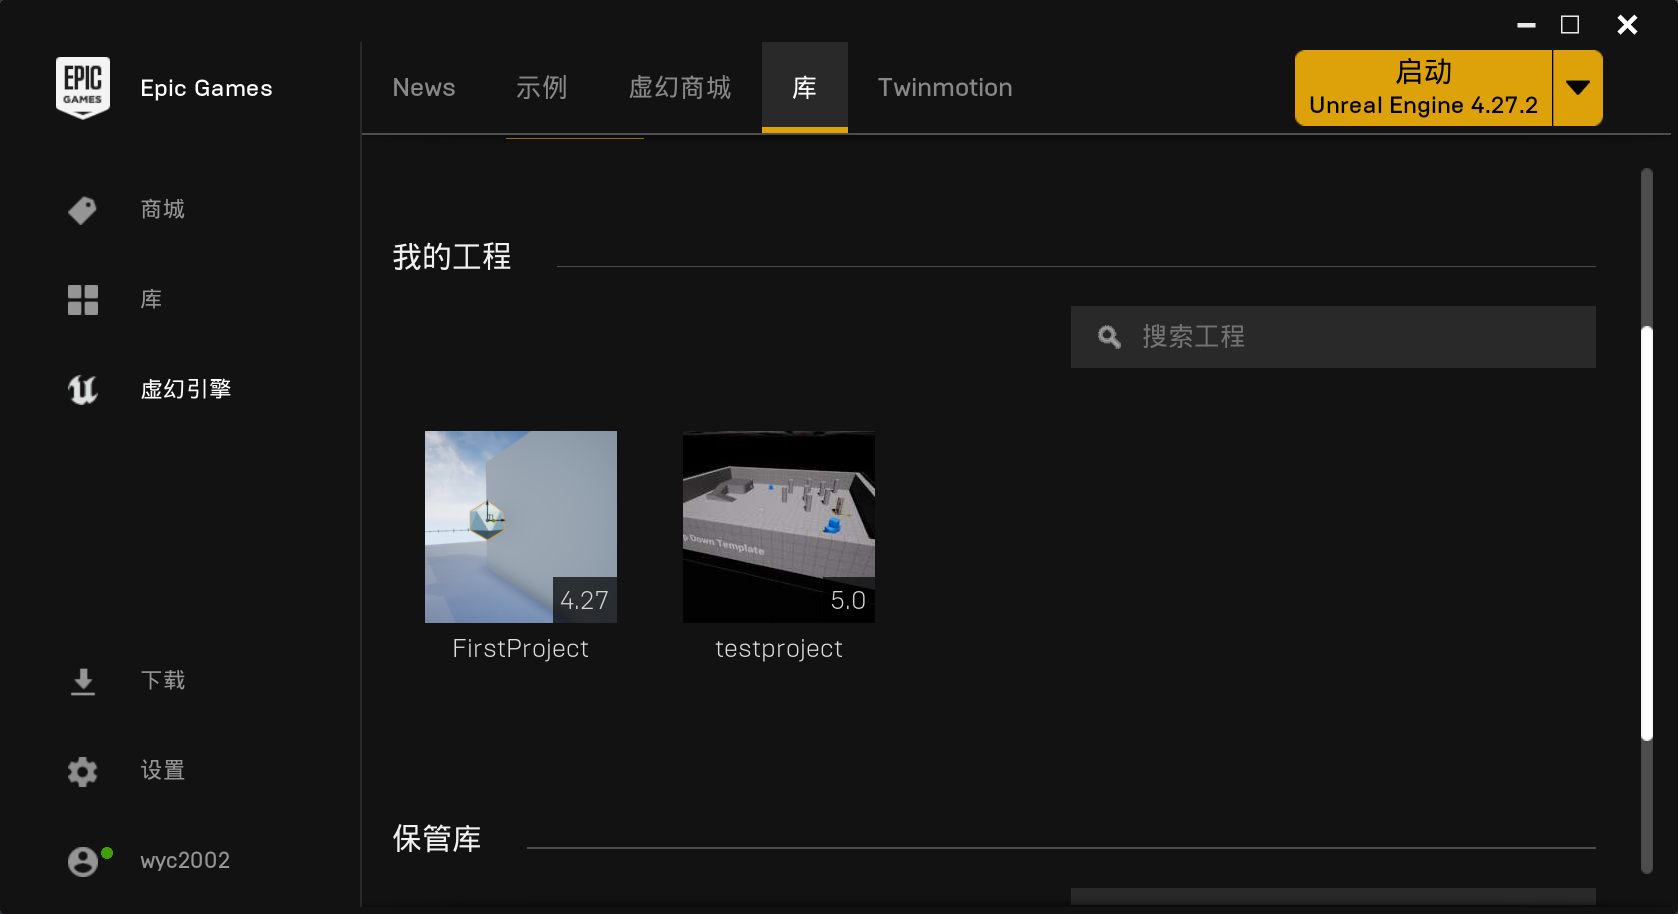 EPIC
GAMES
Epic Games
News
示例
虚幻商城
库
Twinmotion
启动
Unreal Engine 4.27.2
商城
库
虚幻引擎
下载
设置
wyc2002
我的工程
搜索工程
p Down Template
4.27
5.0
FirstProject
testproject
保管库